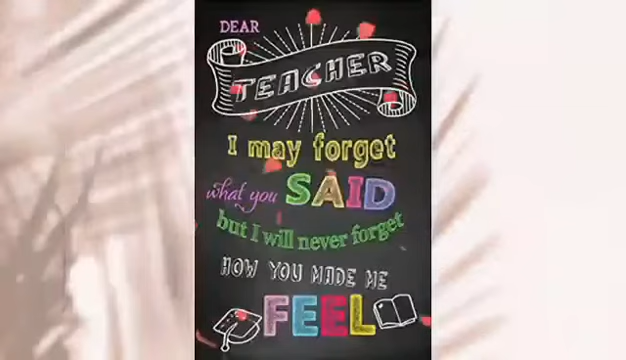 DEAR
TEACHER
I may forget
what you SAID
but I will never forget
HOW YOU MADE ME
FEEL